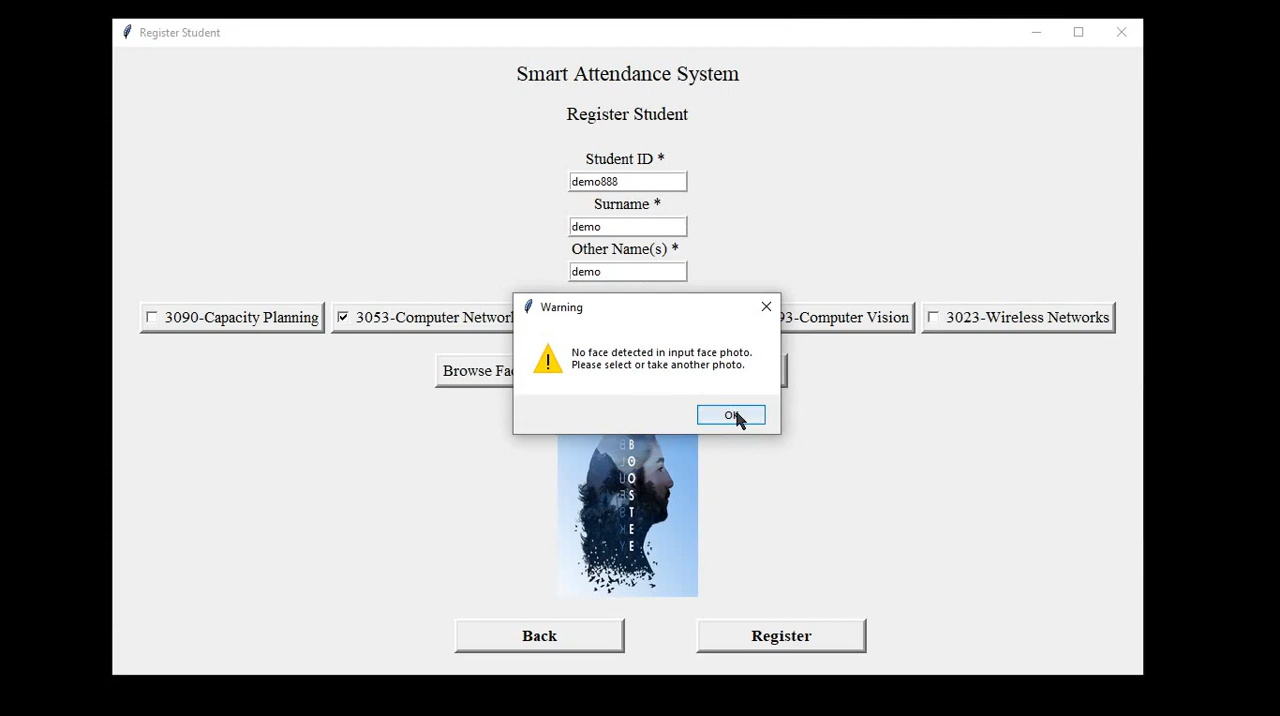 Register Student
Smart Attendance System
Register Student
Student ID *
demo888
Surname *
demo
Other Name(s) *
demo
Warning
3090-Capacity Planning
3053-Computer
93-Computer Vision
3023-Wireless Networks
No face detected in input face photo.
Please select or take another photo.
Browse
OK
BOOSTEE
Back
Register